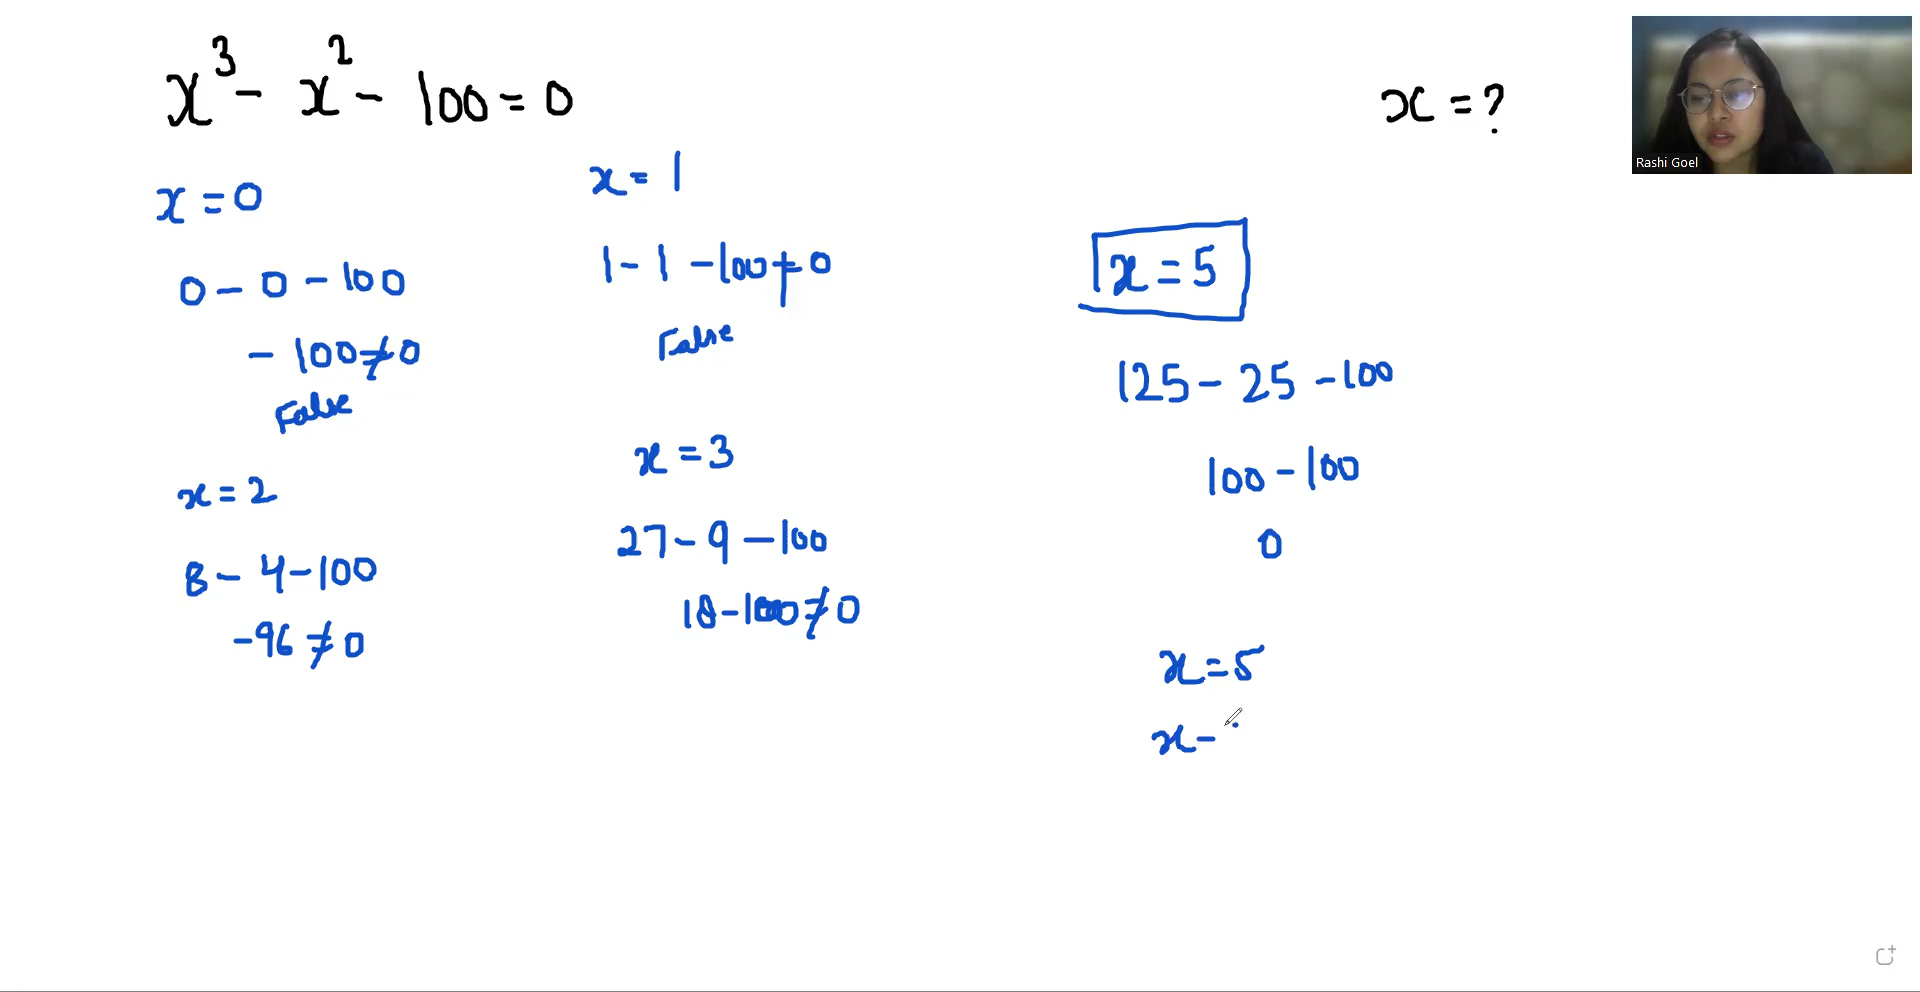 x³ - x² - 100 = 0
x = ?
Rashi Goel
x = 0
0 - 0 - 100
- 100 ≠ 0
False
x = 1
1 - 1 - 100 ≠ 0
False
x = 2
8 - 4 - 100
- 96 ≠ 0
x = 3
27 - 9 - 100
18 - 100 ≠ 0
x = 5
125 - 25 - 100
100 - 100
0
x = 5
x -